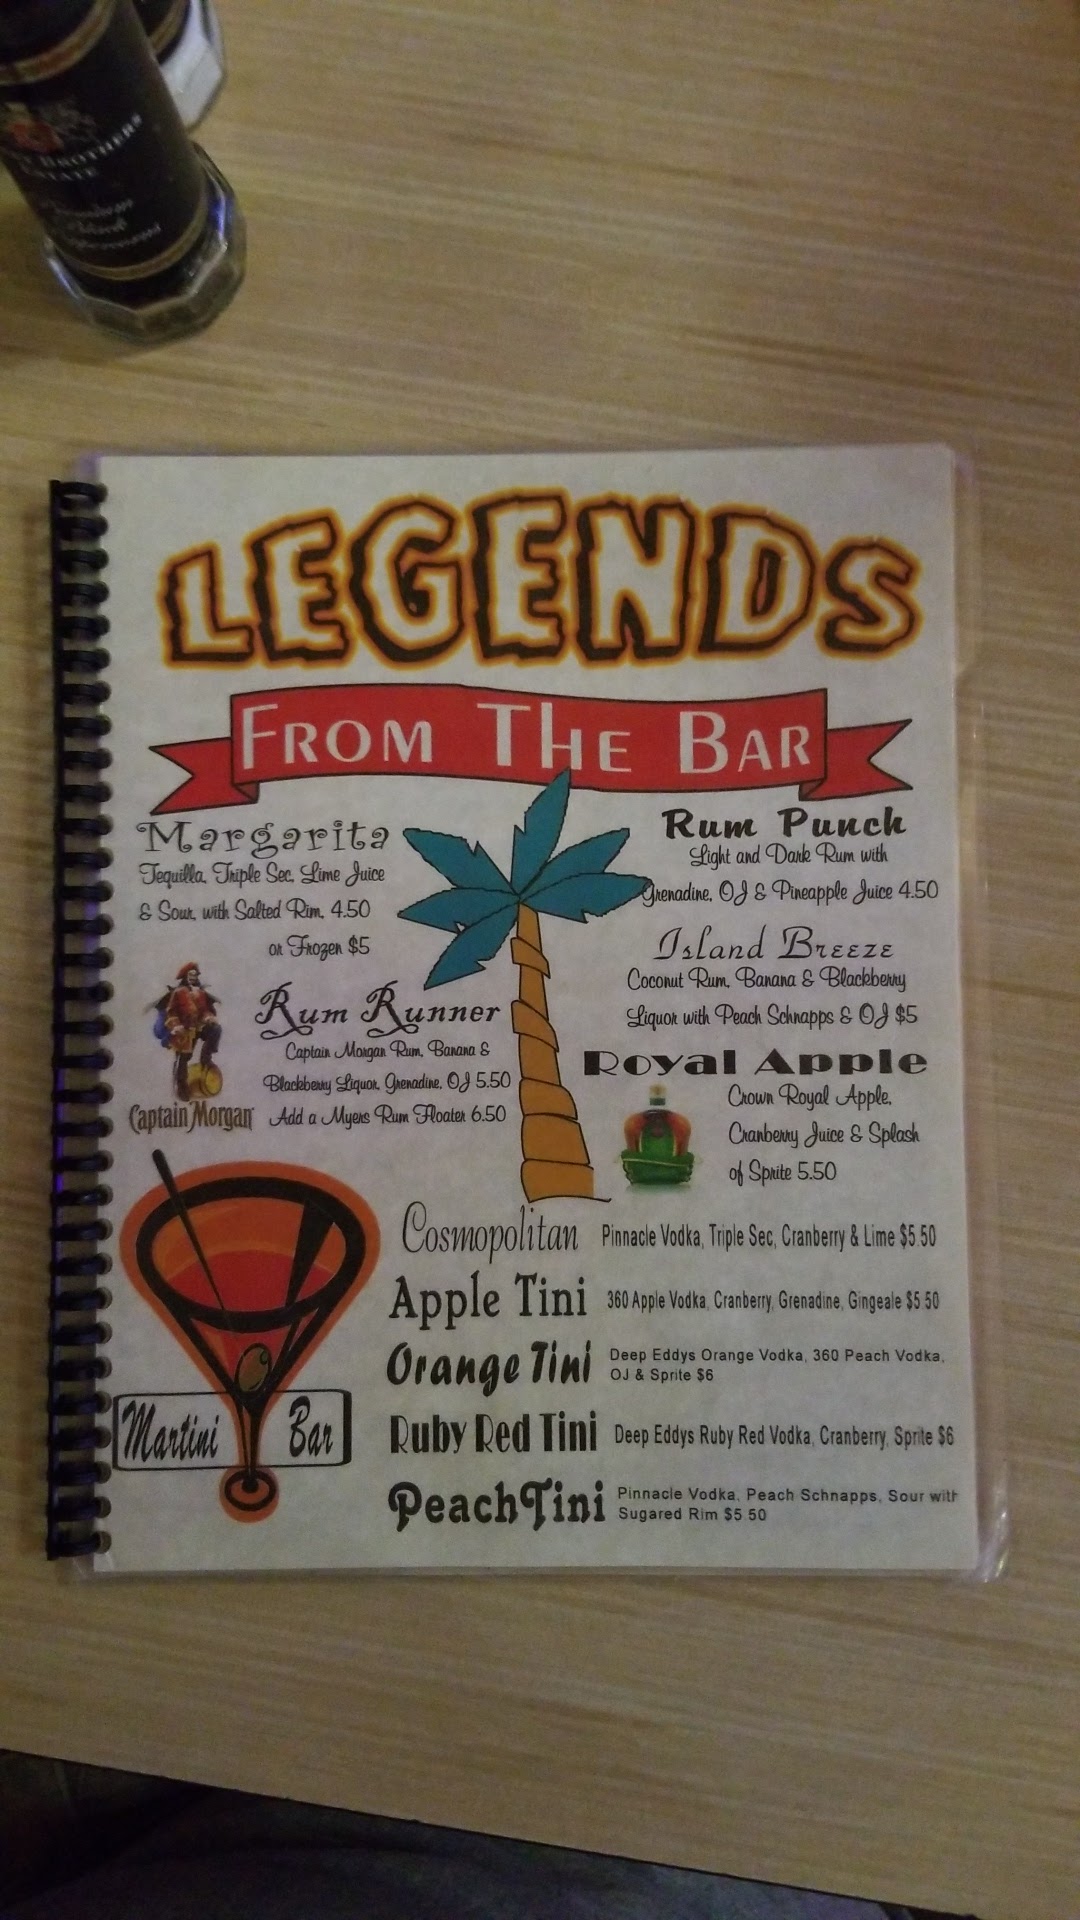 BROTHERS
LEGENDS
FROM THE BAR
Margarita
Tequilla, Triple Sec, Lime Juice
& Sour, with Salted Rim, 4.50
or Frozen $5
Rum Runner
Captain Morgan Rum, Banana &
Blackberry Liquor, Grenadine, OJ 5.50
Add a Myers Rum Floater 6.50
Captain Morgan
Rum Punch
Light and Dark Rum with
Grenadine, OJ & Pineapple Juice 4.50
Island Breeze
Coconut Rum, Banana & Blackberry
Liquor with Peach Schnapps & OJ $5
Royal Apple
Crown Royal Apple,
Cranberry Juice & Splash
of Sprite 5.50
Martini Bar
Cosmopolitan Pinnacle Vodka, Triple Sec, Cranberry & Lime $5.50
Apple Tini 360 Apple Vodka, Cranberry, Grenadine, Gingeale $5 50
Orange Tini Deep Eddys Orange Vodka, 360 Peach Vodka,
OJ & Sprite $6
Ruby Red Tini Deep Eddys Ruby Red Vodka, Cranberry, Sprite $6
PeachTini Pinnacle Vodka, Peach Schnapps, Sour with
Sugared Rim $5 50